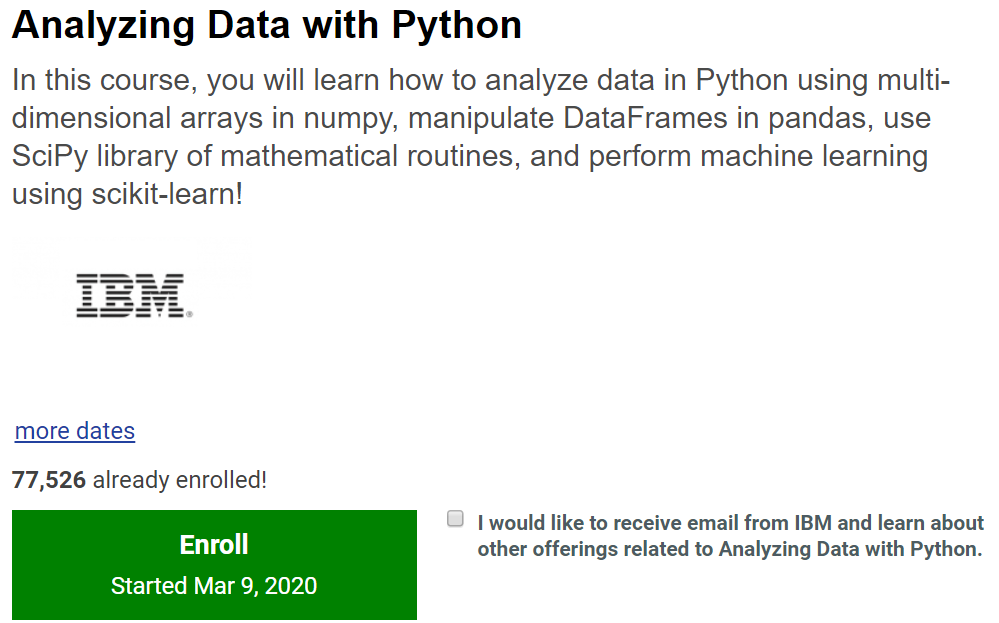 Analyzing Data with Python
In this course, you will learn how to analyze data in Python using multi-
dimensional arrays in numpy, manipulate DataFrames in pandas, use
SciPy library of mathematical routines, and perform machine learning
using scikit-learn!
IBM®
more dates
77,526 already enrolled!
Enroll
Started Mar 9, 2020
I would like to receive email from IBM and learn about
other offerings related to Analyzing Data with Python.